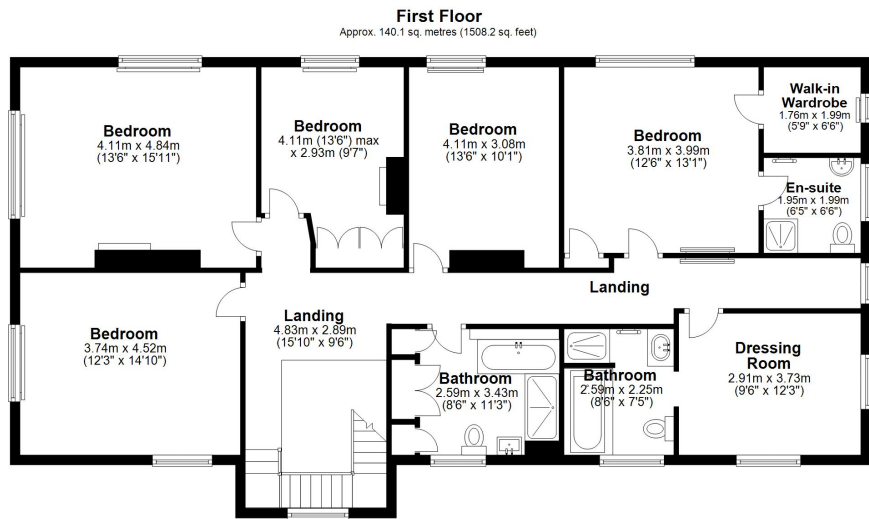 First Floor
Approx. 140.1 sq. metres (1508.2 sq. feet)
Bedroom
4.11m x 4.84m
(13'6" x 15'11")
Bedroom
4.11m (13'6") max
x 2.93m (9'7")
Bedroom
4.11m x 3.08m
(13'6" x 10'1")
Bedroom
3.81m x 3.99m
(12'6" x 13'1")
Walk-in
Wardrobe
1.76m x 1.99m
(5'9" x 6'6")
En-suite
1.95m x 1.99m
(6'5" x 6'6")
Landing
Bedroom
3.74m x 4.52m
(12'3" x 14'10")
Landing
4.83m x 2.89m
(15'10" x 9'6")
Bathroom
2.59m x 3.43m
(8'6" x 11'3")
Bathroom
2.59m x 2.25m
(8'6" x 7'5")
Dressing
Room
2.91m x 3.73m
(9'6" x 12'3")